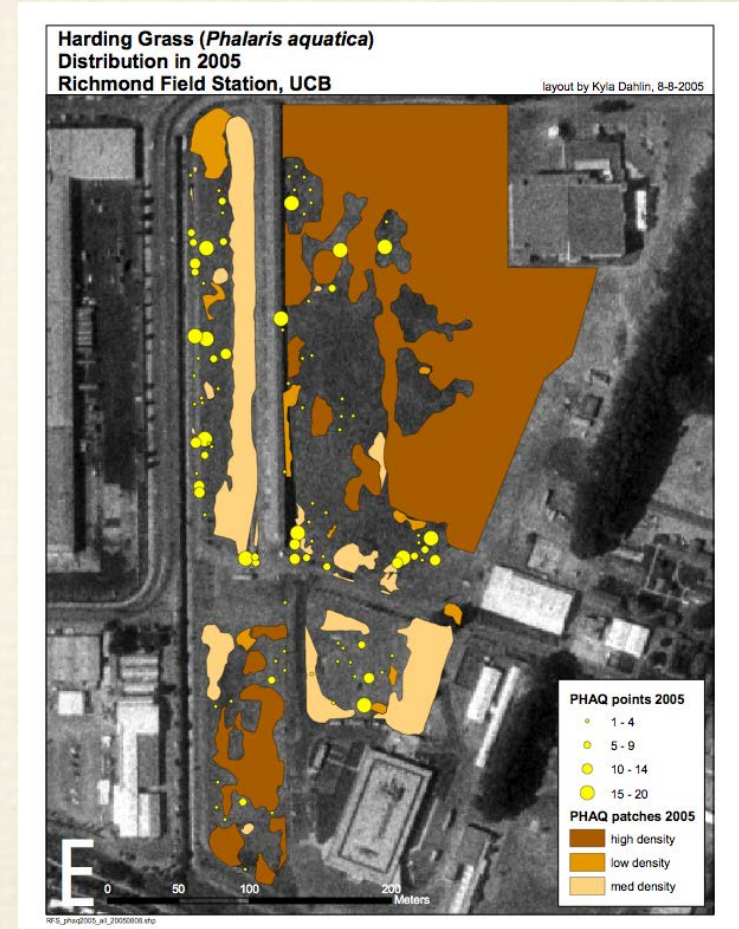 Harding Grass (Phalaris aquatica)
Distribution in 2005
Richmond Field Station, UCB
layout by Kyla Dahlin, 8-8-2005
PHAQ points 2005
1 - 4
5 - 9
10 - 14
15 - 20
PHAQ patches 2005
high density
low density
med density
E
0 50 100 200
Meters
RFS_phaq2005_all_20050808.shp